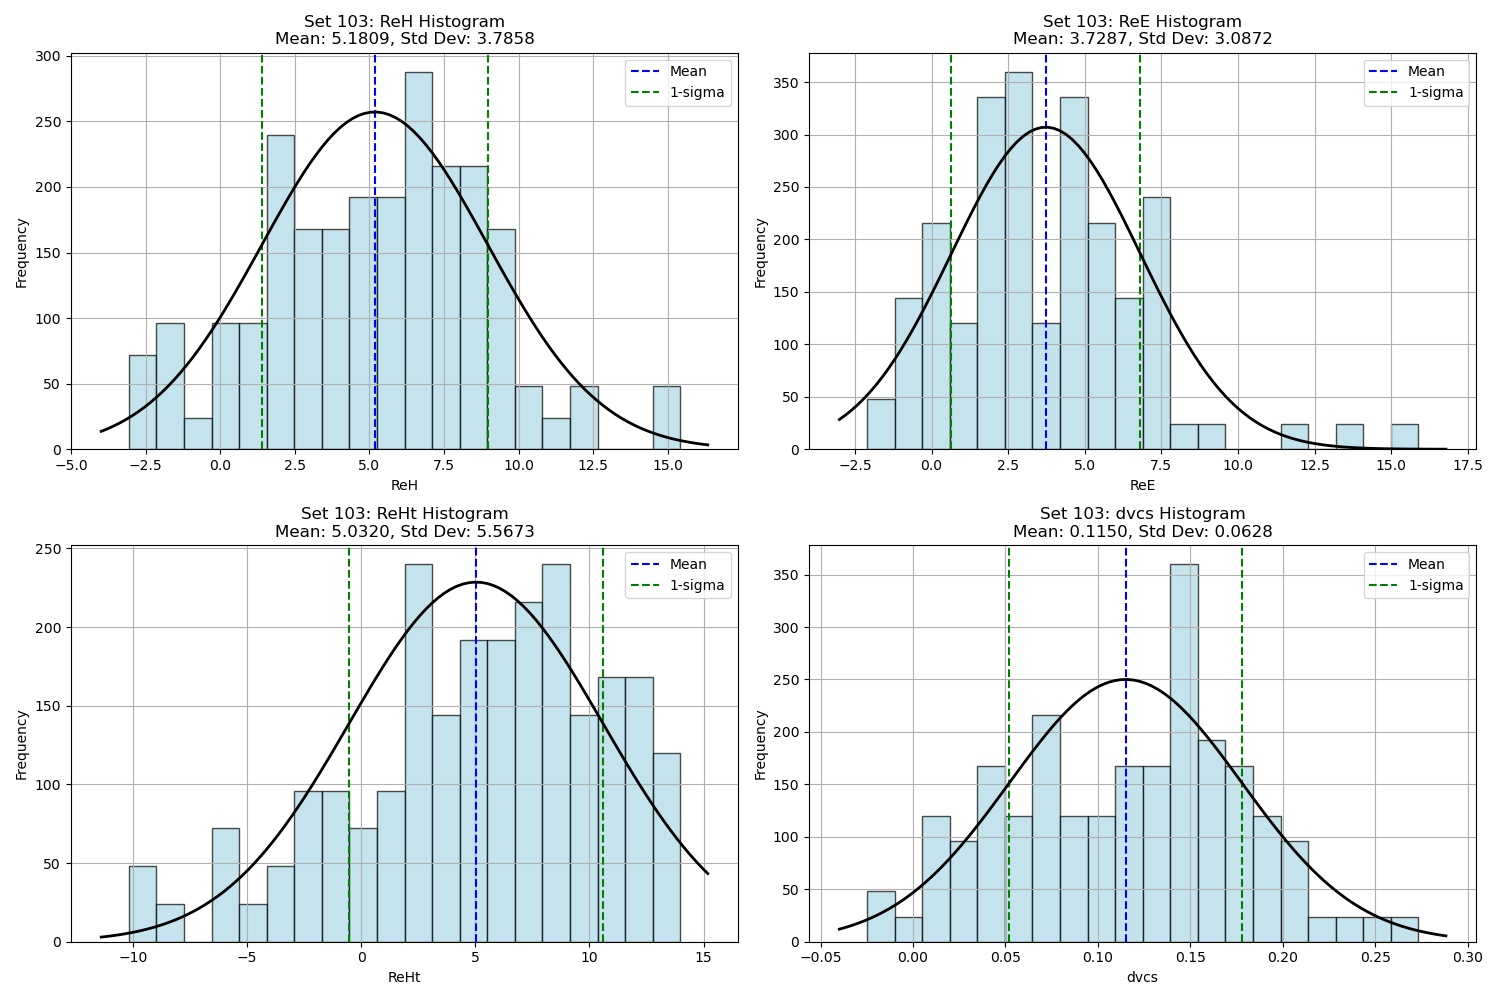 Set 103: ReH Histogram
Mean: 5.1809, Std Dev: 3.7858
Mean
1-sigma
300
250
200
150
100
50
0
Frequency
−5.0
−2.5
0.0
2.5
5.0
7.5
10.0
12.5
15.0
ReH
Set 103: ReE Histogram
Mean: 3.7287, Std Dev: 3.0872
Mean
1-sigma
350
300
250
200
150
100
50
0
Frequency
−2.5
0.0
2.5
5.0
7.5
10.0
12.5
15.0
17.5
ReE
Set 103: ReHt Histogram
Mean: 5.0320, Std Dev: 5.5673
Mean
1-sigma
250
200
150
100
50
0
Frequency
−10
−5
0
5
10
15
ReHt
Set 103: dvcs Histogram
Mean: 0.1150, Std Dev: 0.0628
Mean
1-sigma
350
300
250
200
150
100
50
0
Frequency
−0.05
0.00
0.05
0.10
0.15
0.20
0.25
0.30
dvcs